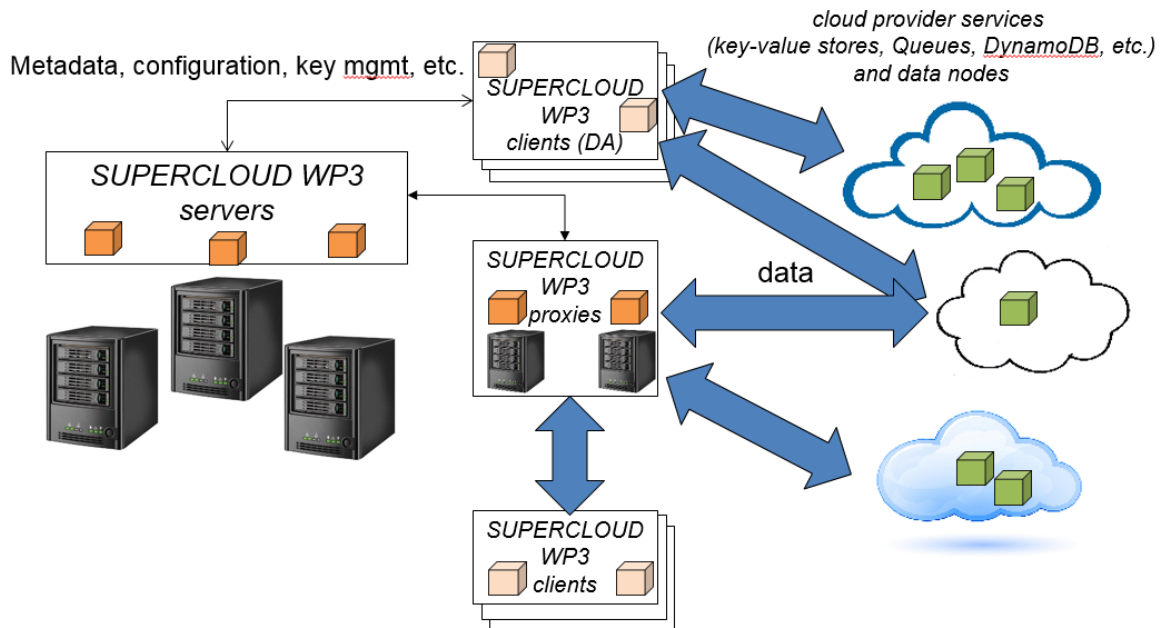 cloud provider services
(key-value stores, Queues, DynamoDB, etc.)
and data nodes
Metadata, configuration, key mgmt, etc.
SUPERCLOUD
WP3
clients (DA)
SUPERCLOUD WP3
servers
SUPERCLOUD
WP3
proxies
data
SUPERCLOUD
WP3
clients